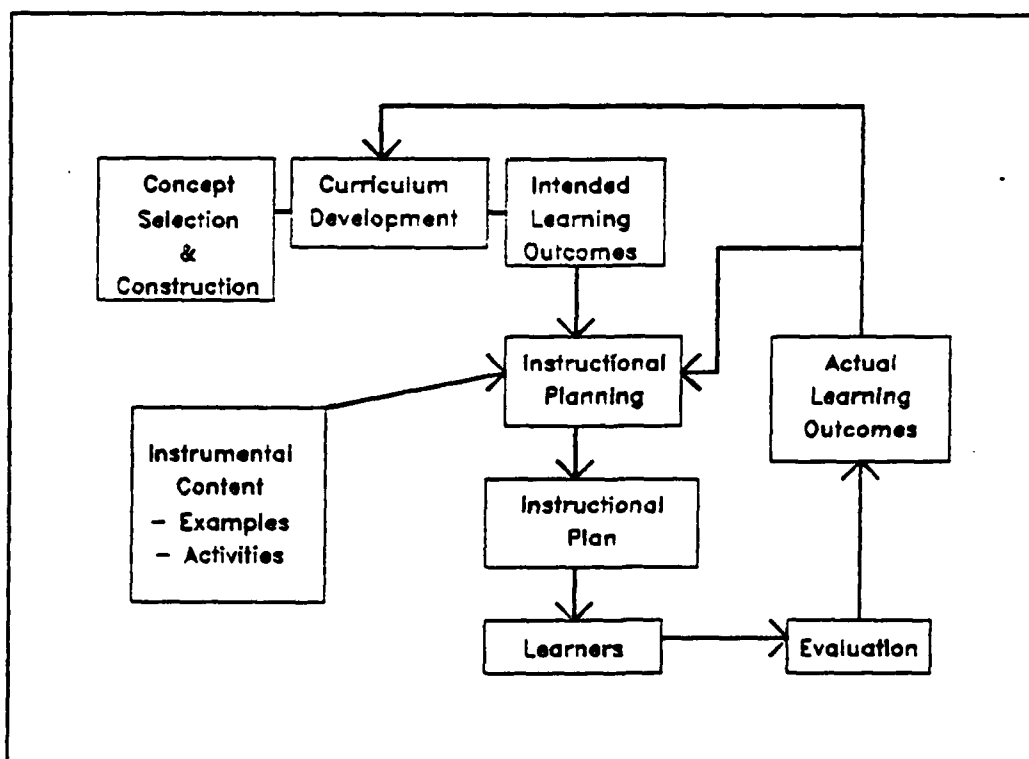 Concept
Selection
&
Construction
Curriculum
Development
Intended
Learning
Outcomes
Instructional
Planning
Actual
Learning
Outcomes
Instrumental
Content
- Examples
- Activities
Instructional
Plan
Learners
Evaluation